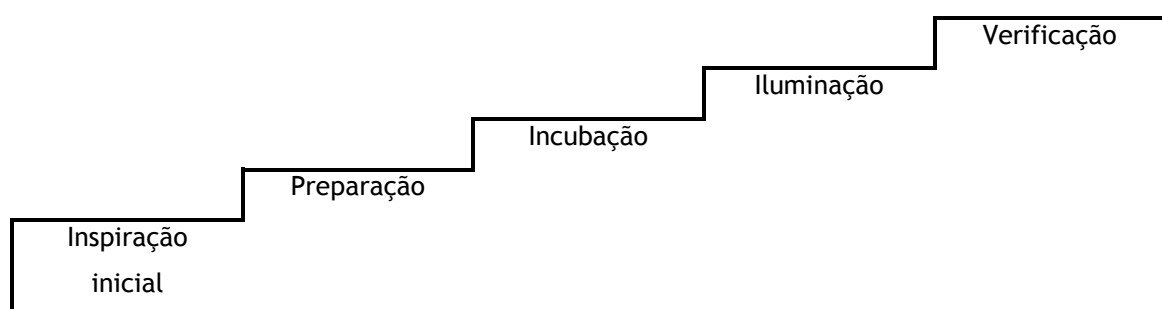 Verificação
Iluminação
Incubação
Preparação
Inspiração
inicial